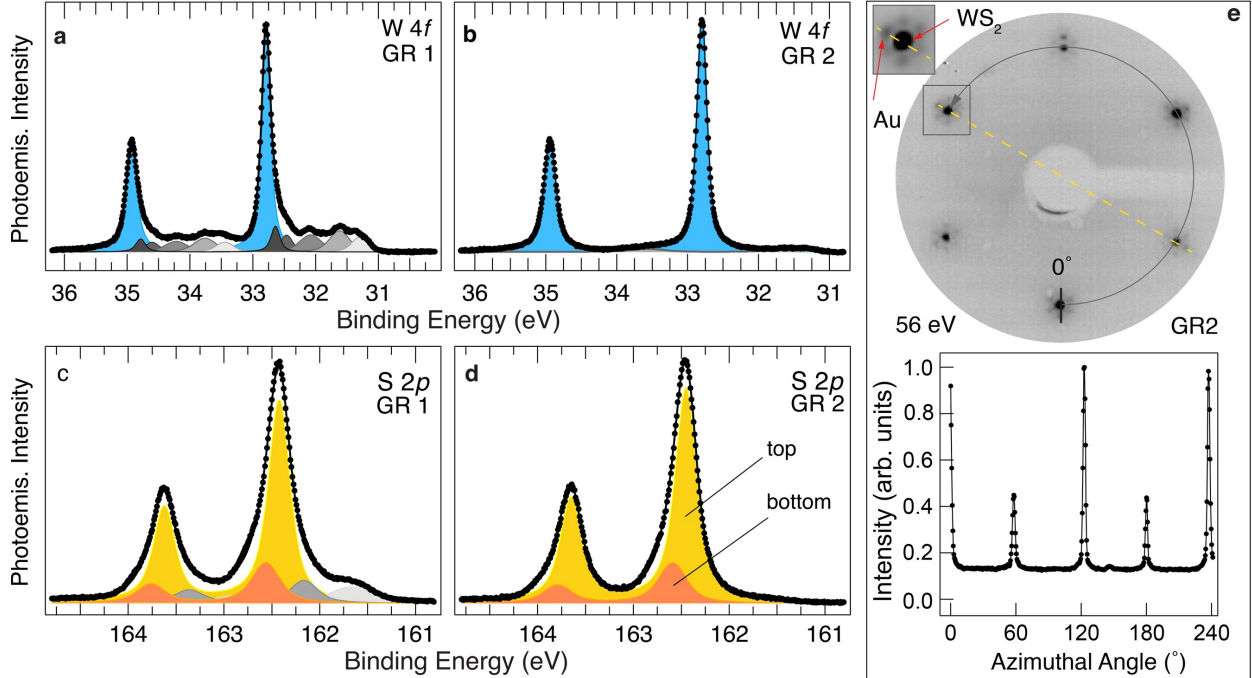 a
W 4f
GR 1
Photoemis. Intensity
36 35 34 33 32 31
Binding Energy (eV)
b
W 4f
GR 2
36 35 34 33 32 31
c
S 2p
GR 1
Photoemis. Intensity
164 163 162 161
Binding Energy (eV)
d
S 2p
GR 2
top
bottom
164 163 162 161
Binding Energy (eV)
e
WS2
Au
0°
56 eV
GR2
Intensity (arb. units)
1.0
0.8
0.6
0.4
0.2
0.0
0 60 120 180 240
Azimuthal Angle (°)